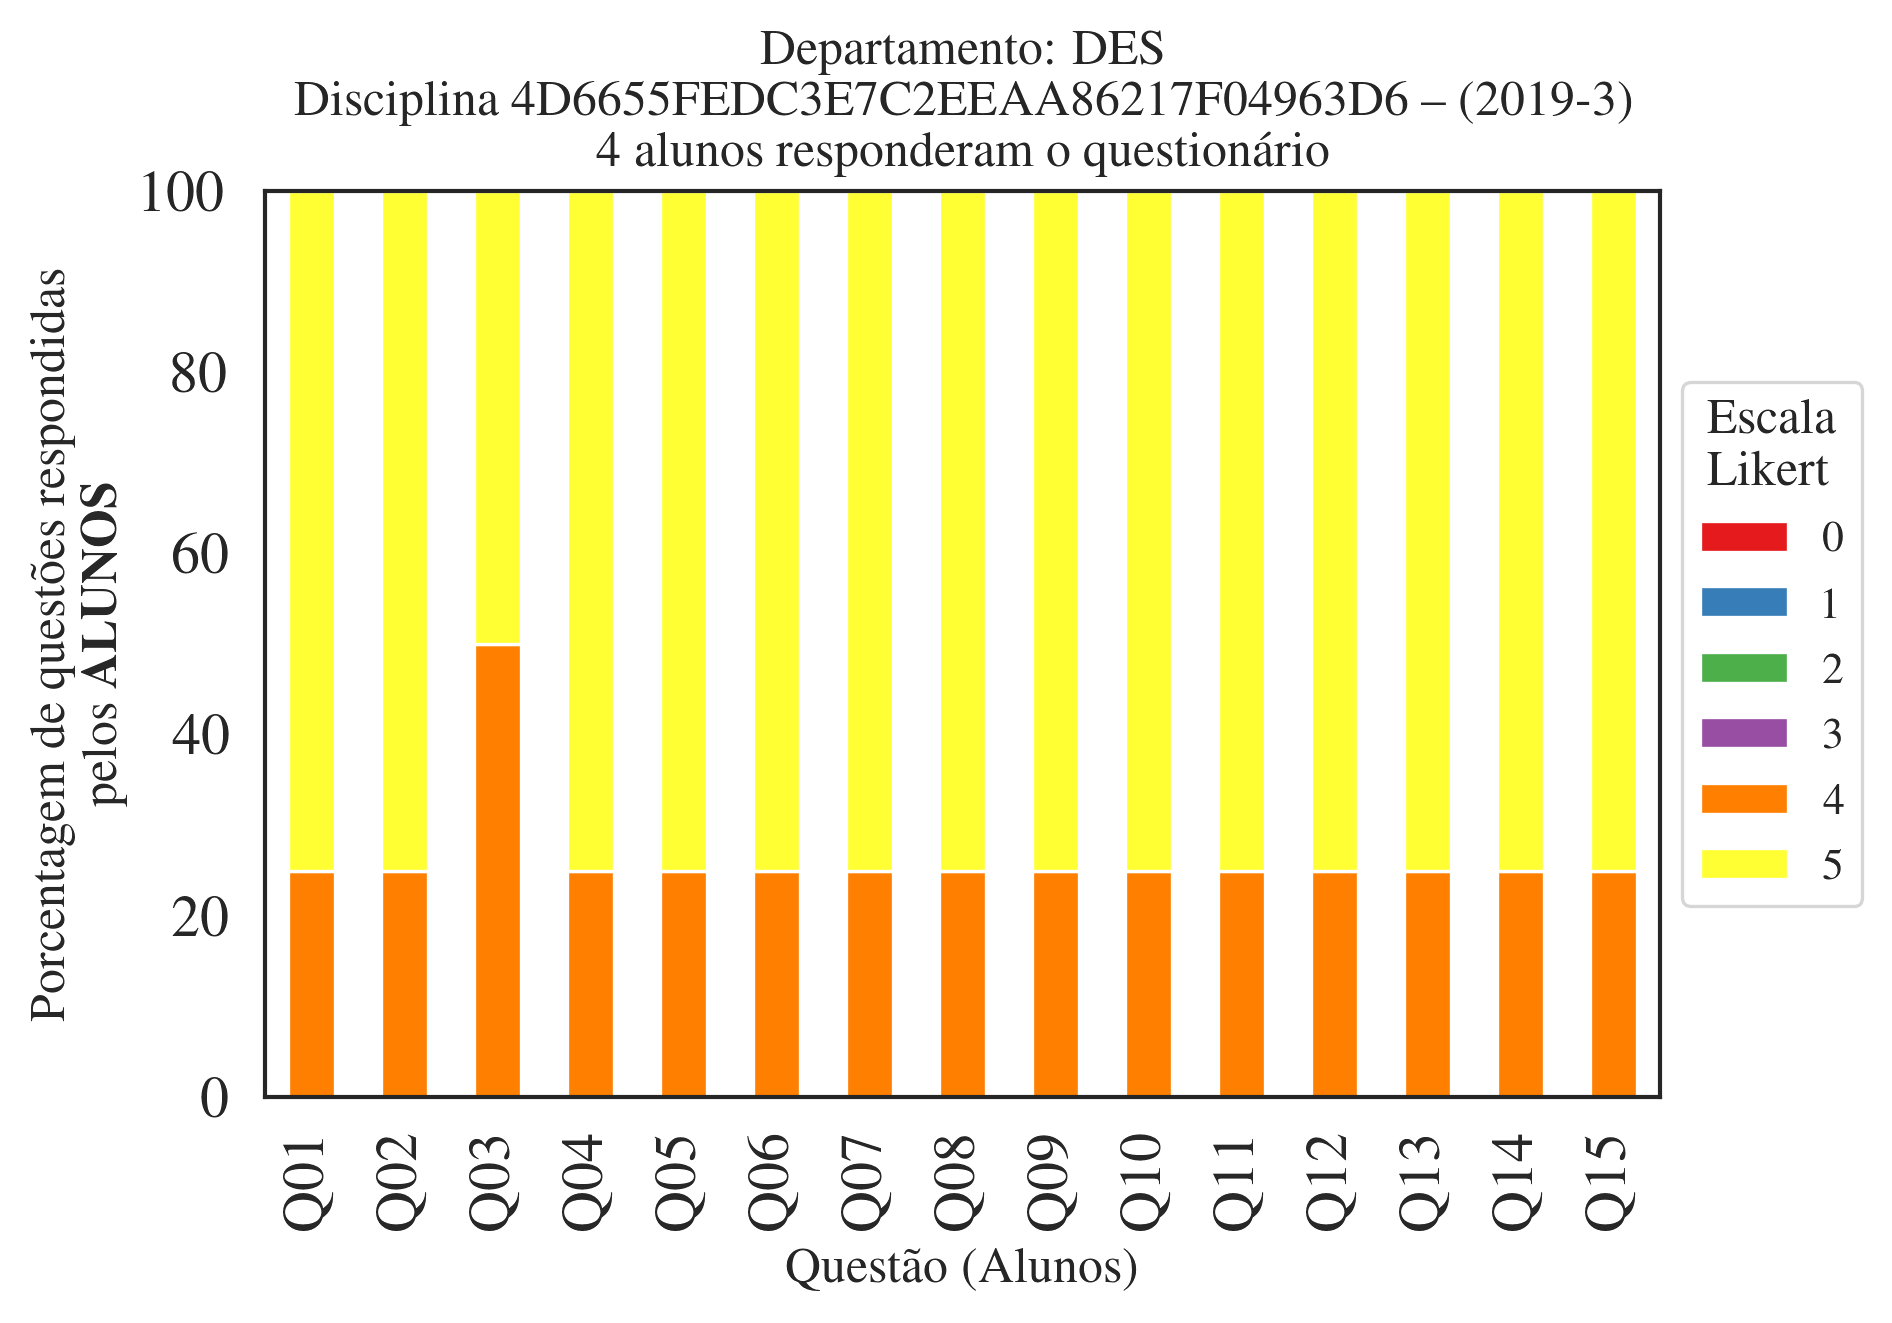 Departamento: DES
Disciplina 4D6655FEDC3E7C2EEAA86217F04963D6 – (2019-3)
4 alunos responderam o questionário
Porcentagem de questões respondidas
pelos ALUNOS
100
80
60
40
20
0
Q01
Q02
Q03
Q04
Q05
Q06
Q07
Q08
Q09
Q10
Q11
Q12
Q13
Q14
Q15
Questão (Alunos)
Escala
Likert
0
1
2
3
4
5